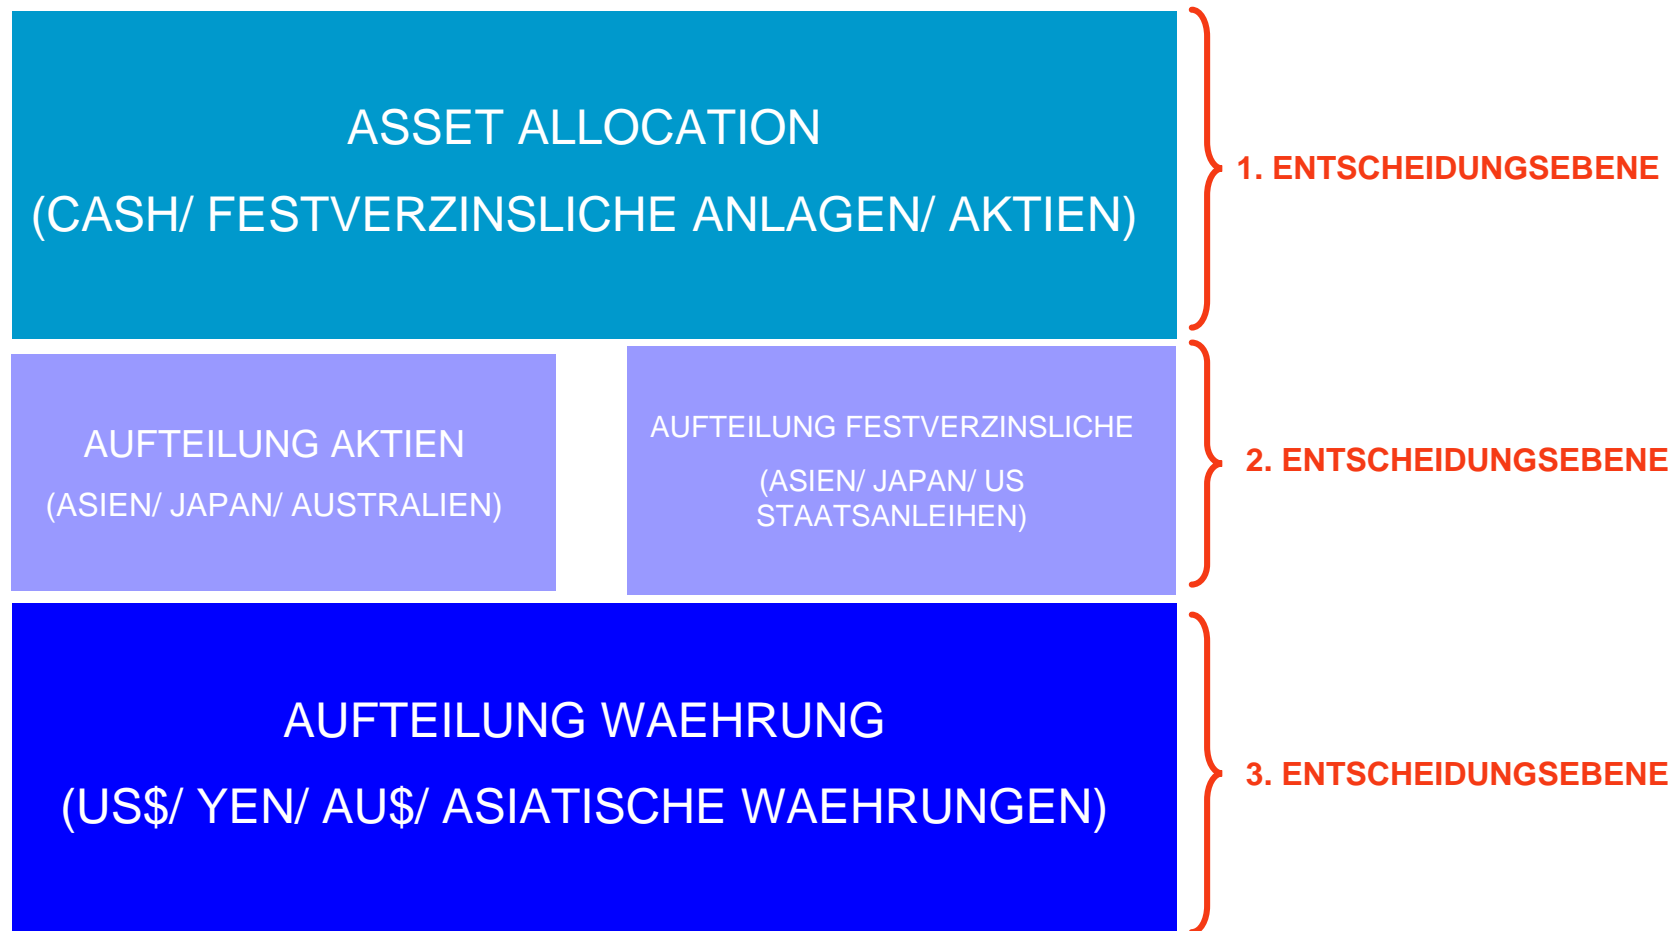 ASSET ALLOCATION
(CASH/ FESTVERZINSLICHE ANLAGEN/ AKTIEN)
1. ENTSCHEIDUNGSEBENE
AUFTEILUNG AKTIEN
(ASIEN/ JAPAN/ AUSTRALIEN)
AUFTEILUNG FESTVERZINSLICHE
(ASIEN/ JAPAN/ US
STAATSANLEIHEN)
2. ENTSCHEIDUNGSEBENE
AUFTEILUNG WAEHRUNG
(US$/ YEN/ AU$/ ASIATISCHE WAEHRUNGEN)
3. ENTSCHEIDUNGSEBENE